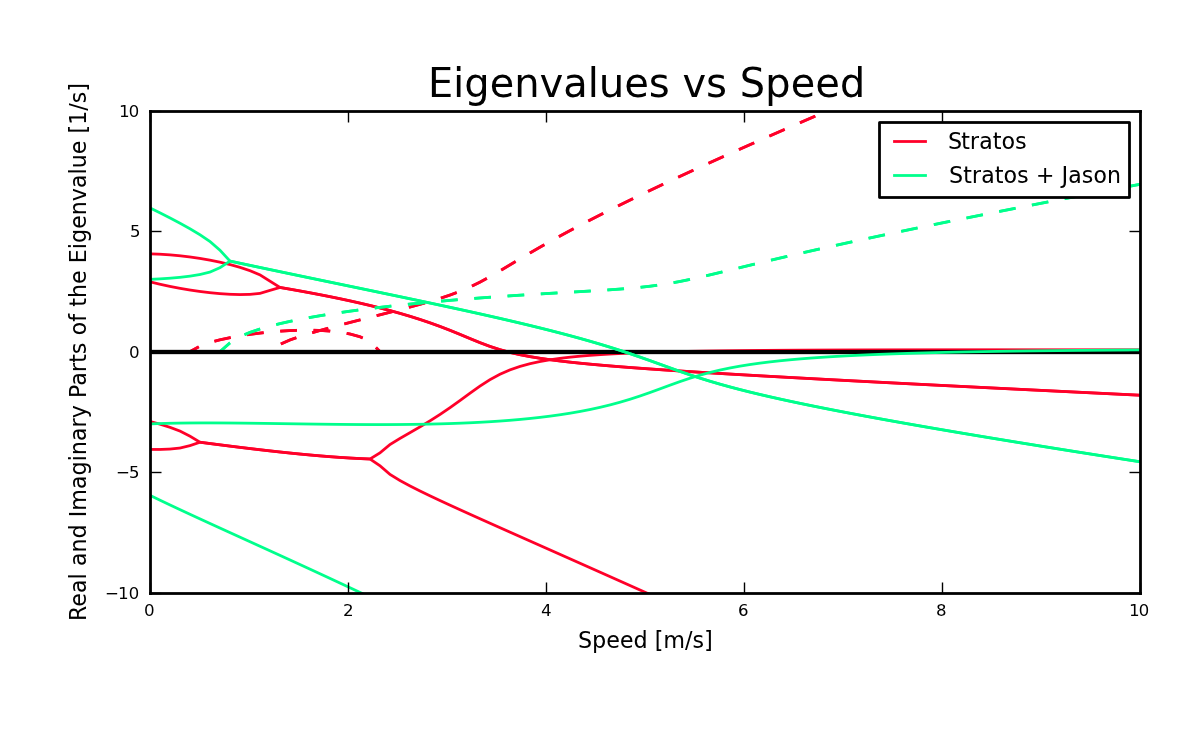 Eigenvalues vs Speed
Real and Imaginary Parts of the Eigenvalue [1/s]
10
5
0
−5
−10
Stratos
Stratos + Jason
0 2 4 6 8 10
Speed [m/s]